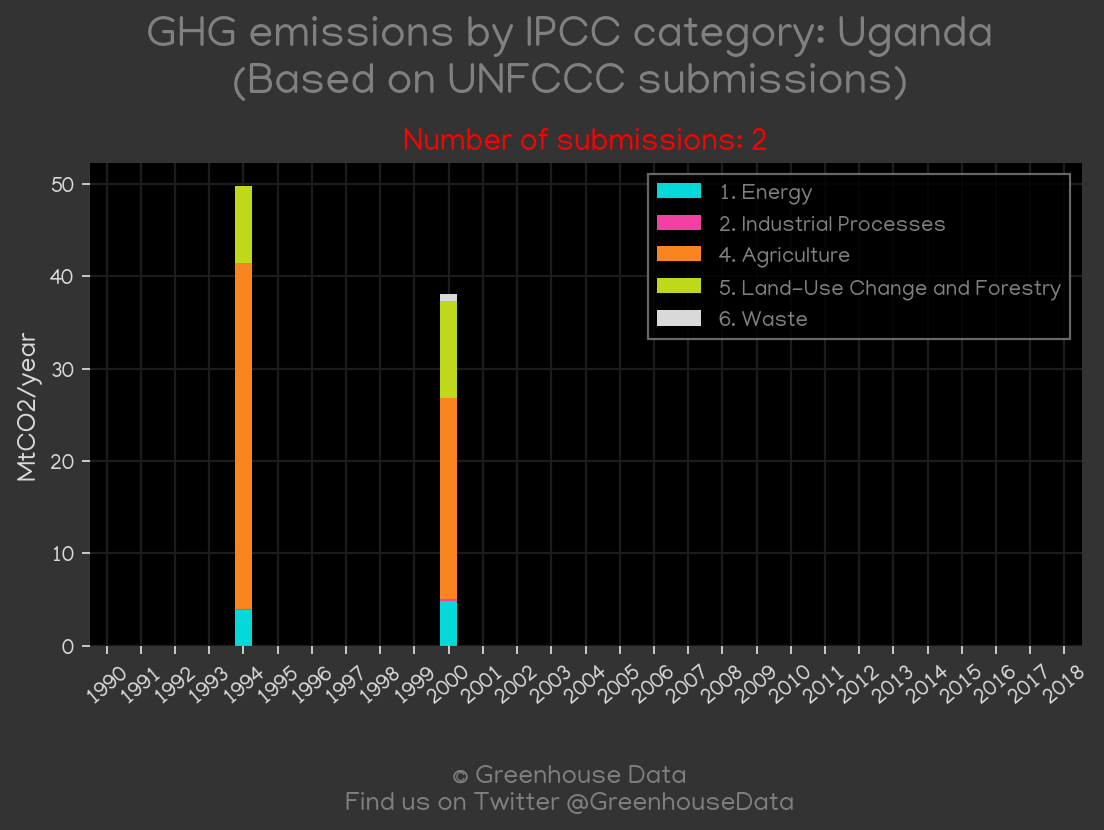 GHG emissions by IPCC category: Uganda
(Based on UNFCCC submissions)
Number of submissions: 2
1. Energy
2. Industrial Processes
4. Agriculture
5. Land-Use Change and Forestry
6. Waste
MtCO2/year
50
40
30
20
10
0
1990 1991 1992 1993 1994 1995 1996 1997 1998 1999 2000 2001 2002 2003 2004 2005 2006 2007 2008 2009 2010 2011 2012 2013 2014 2015 2016 2017 2018
© Greenhouse Data
Find us on Twitter @GreenhouseData